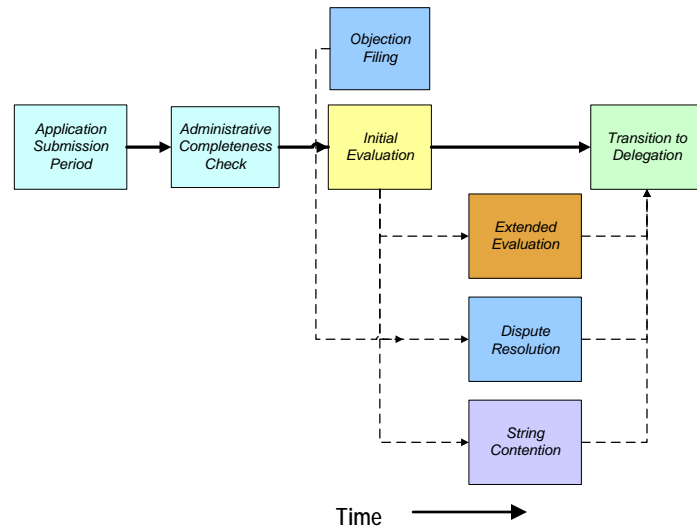 Objection
Filing
Application
Submission
Period
Administrative
Completeness
Check
Initial
Evaluation
Transition to
Delegation
Extended
Evaluation
Dispute
Resolution
String
Contention
Time